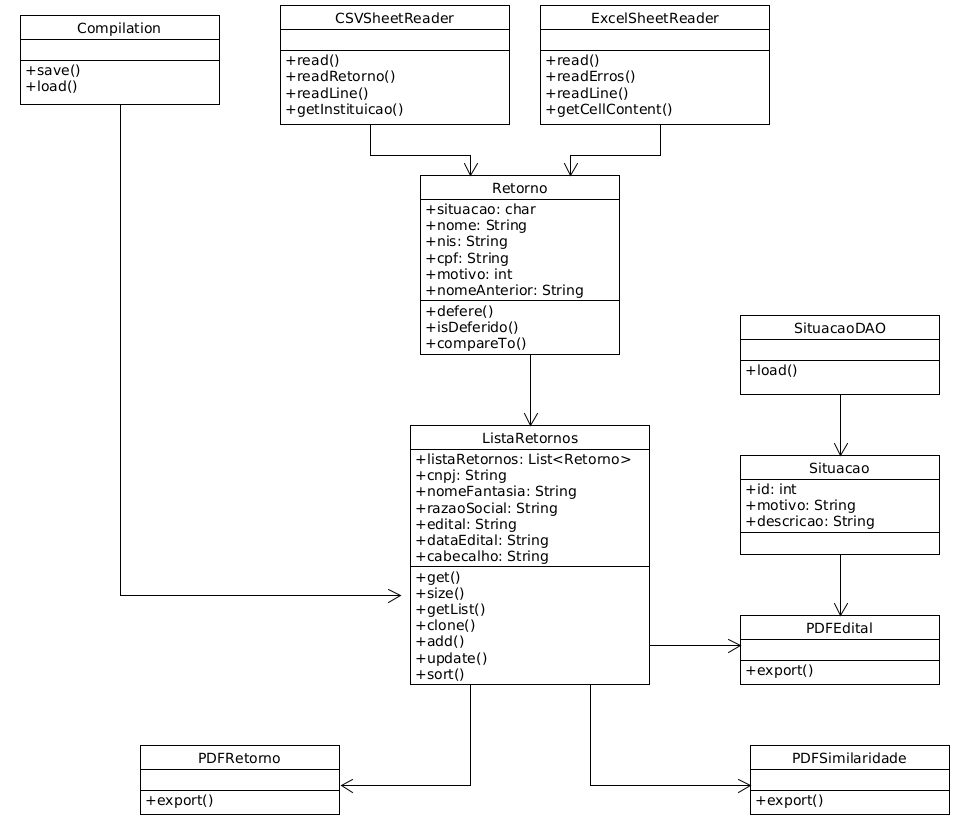 Compilation
+save()
+load()
CSVSheetReader
+read()
+readRetorno()
+readLine()
+getInstituicao()
ExcelSheetReader
+read()
+readErros()
+readLine()
+getCellContent()
Retorno
+situacao: char
+nome: String
+nis: String
+cpf: String
+motivo: int
+nomeAnterior: String
+defere()
+isDeferido()
+compareTo()
SituacaoDAO
+load()
ListaRetornos
+listaRetornos: List<Retorno>
+cnpj: String
+nomeFantasia: String
+razaoSocial: String
+edital: String
+dataEdital: String
+cabecalho: String
+get()
+size()
+getList()
+clone()
+add()
+update()
+sort()
Situacao
+id: int
+motivo: String
+descricao: String
PDFEdital
+export()
PDFRetorno
+export()
PDFSimilaridade
+export()